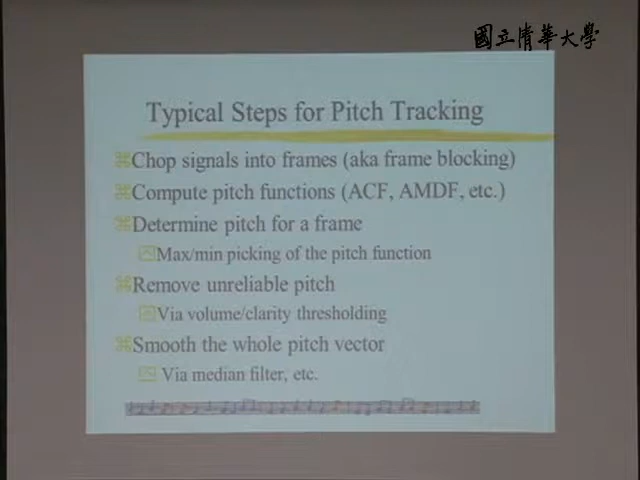 國立清華大學
Typical Steps for Pitch Tracking
Chop signals into frames (aka frame blocking)
Compute pitch functions (ACF, AMDF, etc.)
Determine pitch for a frame
Max/min picking of the pitch function
Remove unreliable pitch
Via volume/clarity thresholding
Smooth the whole pitch vector
Via median filter, etc.